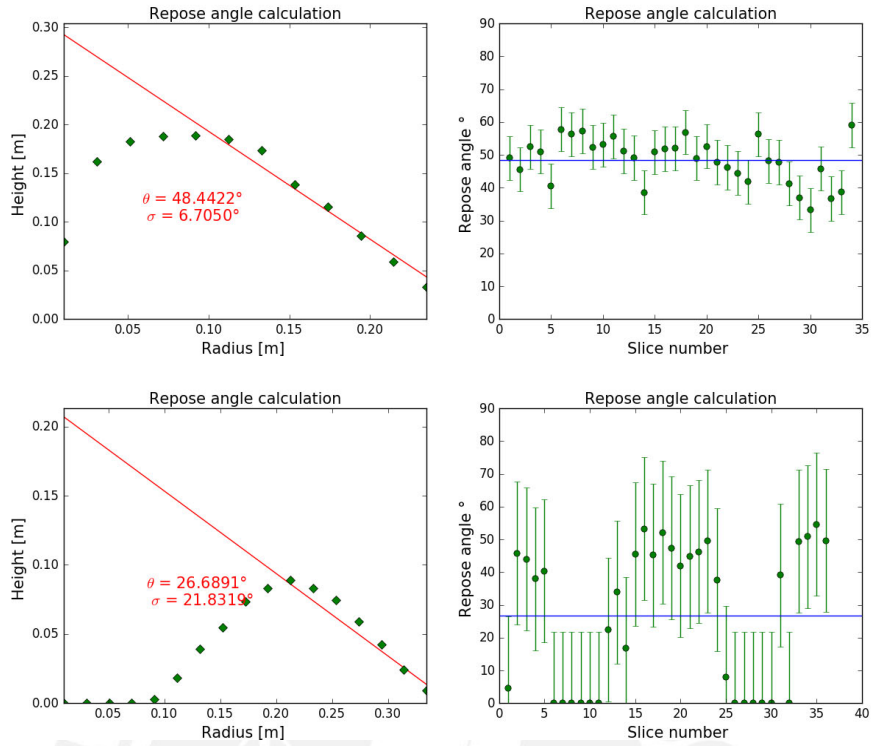 Repose angle calculation
Height [m]
0.30
0.25
0.20
0.15
0.10
0.05
0.00
θ = 48.4422°
σ = 6.7050°
0.05 0.10 0.15 0.20
Radius [m]
Repose angle calculation
Repose angle °
90
80
70
60
50
40
30
20
10
0
0 5 10 15 20 25 30 35
Slice number
Repose angle calculation
Height [m]
0.20
0.15
0.10
0.05
0.00
θ = 26.6891°
σ = 21.8319°
0.05 0.10 0.15 0.20 0.25 0.30
Radius [m]
Repose angle calculation
Repose angle °
90
80
70
60
50
40
30
20
10
0
0 5 10 15 20 25 30 35 40
Slice number